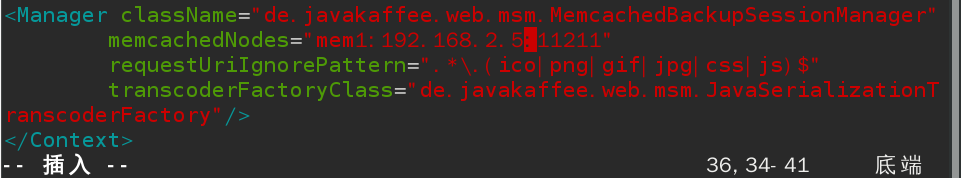 <Manager className="de.javakaffee.web.msm.MemcachedBackupSessionManager"
memcachedNodes="mem1:192.168.2.5:11211"
requestUriIgnorePattern=".*\.(ico|png|gif|jpg|css|js)$"
transcoderFactoryClass="de.javakaffee.web.msm.JavaSerializationT
ranscoderFactory"/>
</Context>
-- 插入 -- 36,34-41 底端